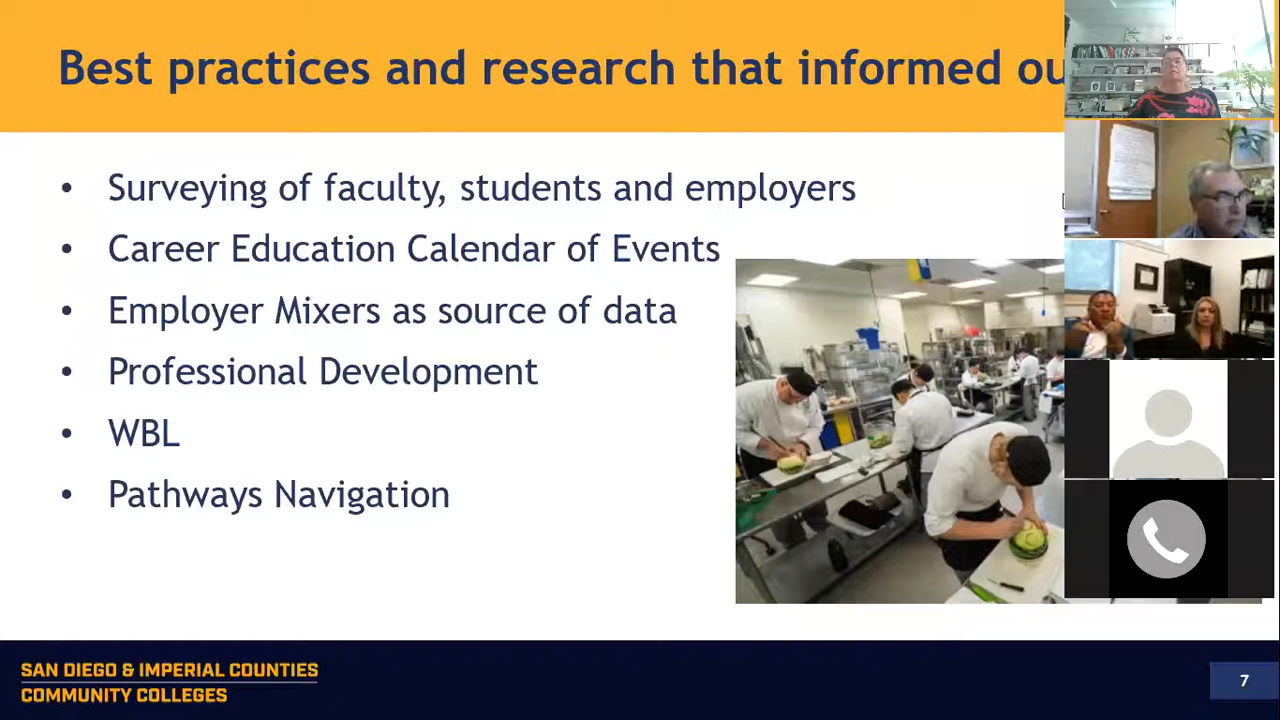 Best practices and research that informed ou
• Surveying of faculty, students and employers
• Career Education Calendar of Events
• Employer Mixers as source of data
• Professional Development
• WBL
• Pathways Navigation
SAN DIEGO & IMPERIAL COUNTIES
COMMUNITY COLLEGES
7